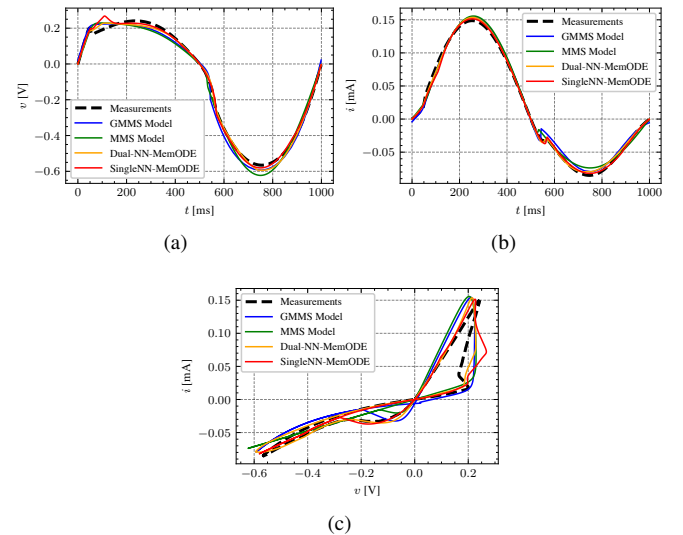 0.2
0.0
−0.2
−0.4
−0.6
v [V]
Measurements
GMMS Model
MMS Model
Dual-NN-MemODE
SingleNN-MemODE
0 200 400 600 800 1000
t [ms]
(a)
0.15
0.10
0.05
0.00
−0.05
i [mA]
Measurements
GMMS Model
MMS Model
Dual-NN-MemODE
SingleNN-MemODE
0 200 400 600 800 1000
t [ms]
(b)
0.15
0.10
0.05
0.00
−0.05
i [mA]
Measurements
GMMS Model
MMS Model
Dual-NN-MemODE
SingleNN-MemODE
−0.6 −0.4 −0.2 0.0 0.2
v [V]
(c)